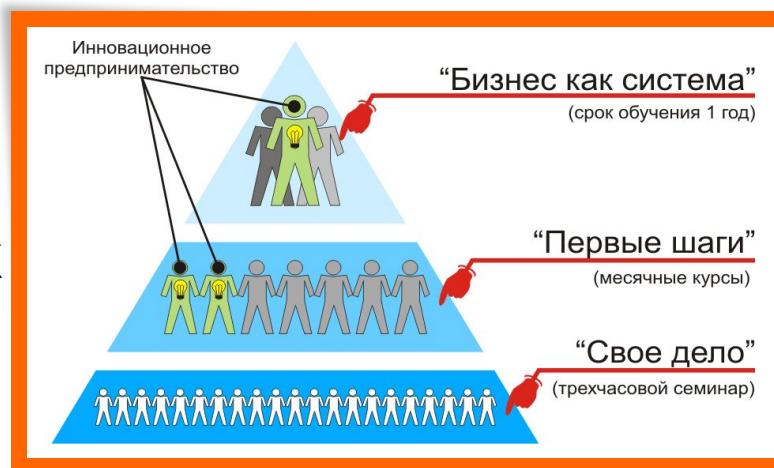 Инновационное
предпринимательство
“Бизнес как система”
(срок обучения 1 год)
“Первые шаги”
(месячные курсы)
“Свое дело”
(трехчасовой семинар)